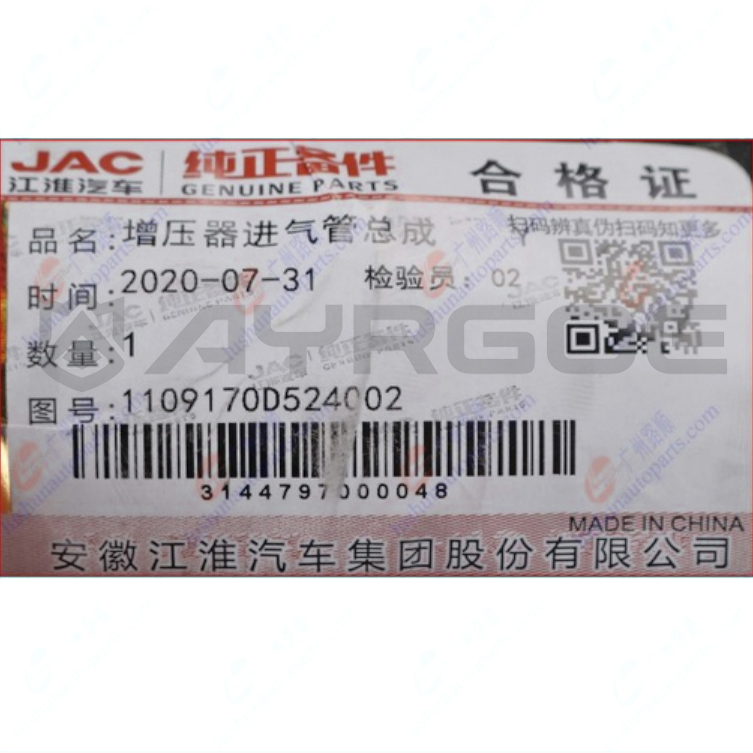 JAC 纯正备件 合格证
江淮汽车 GENUINE PARTS
扫码辨真伪扫码知更多
品名: 增压器进气管总成
时间: 2020-07-31 检验员: 02
数量: 1
AYRGOE
图号: 1109170D524002
3144797000048
MADE IN CHINA
安徽江淮汽车集团股份有限公司